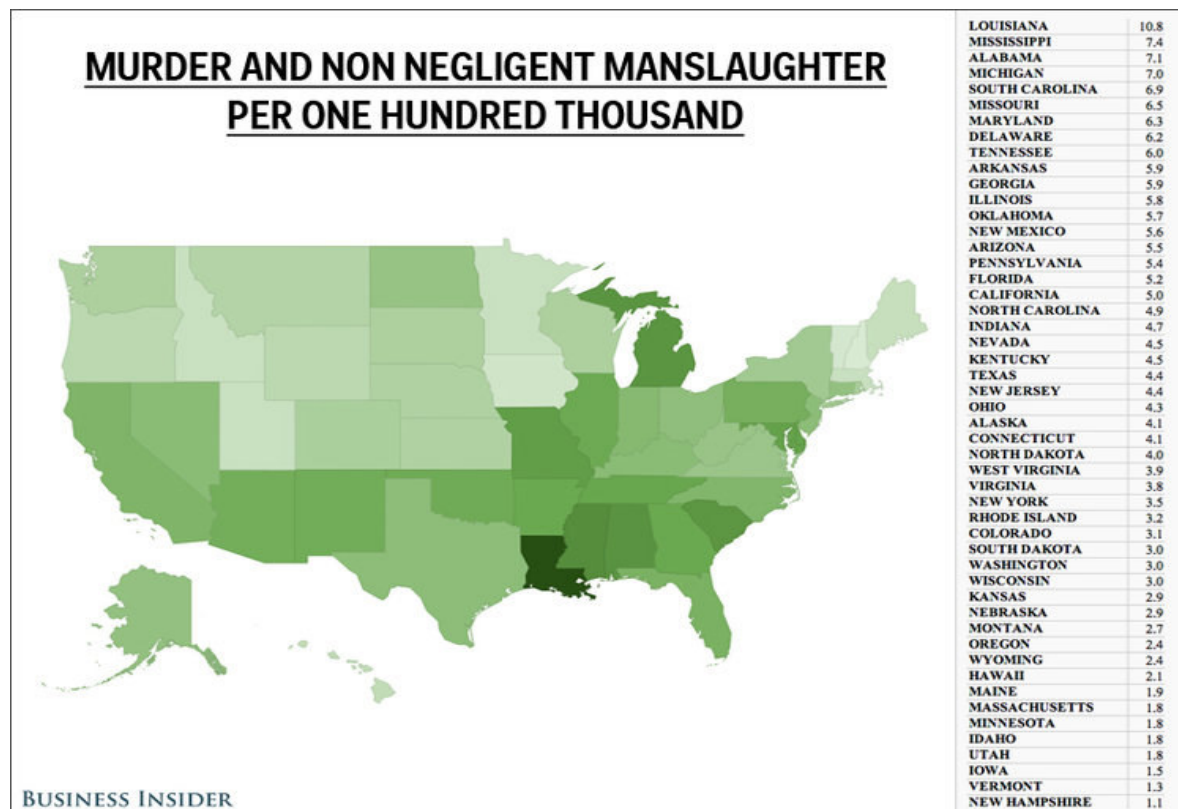 MURDER AND NON NEGLIGENT MANSLAUGHTER
PER ONE HUNDRED THOUSAND
LOUISIANA 10.8
MISSISSIPPI 7.4
ALABAMA 7.1
MICHIGAN 7.0
SOUTH CAROLINA 6.9
MISSOURI 6.5
MARYLAND 6.3
DELAWARE 6.2
TENNESSEE 6.0
ARKANSAS 5.9
GEORGIA 5.9
ILLINOIS 5.8
OKLAHOMA 5.7
NEW MEXICO 5.6
ARIZONA 5.5
PENNSYLVANIA 5.4
FLORIDA 5.2
CALIFORNIA 5.0
NORTH CAROLINA 4.9
INDIANA 4.7
NEVADA 4.5
KENTUCKY 4.5
TEXAS 4.4
NEW JERSEY 4.4
OHIO 4.3
ALASKA 4.1
CONNECTICUT 4.1
NORTH DAKOTA 4.0
WEST VIRGINIA 3.9
VIRGINIA 3.8
NEW YORK 3.5
RHODE ISLAND 3.2
COLORADO 3.1
SOUTH DAKOTA 3.0
WASHINGTON 3.0
WISCONSIN 3.0
KANSAS 2.9
NEBRASKA 2.9
MONTANA 2.7
OREGON 2.4
WYOMING 2.4
HAWAII 2.1
MAINE 1.9
MASSACHUSETTS 1.8
MINNESOTA 1.8
IDAHO 1.8
UTAH 1.8
IOWA 1.5
VERMONT 1.3
NEW HAMPSHIRE 1.1
BUSINESS INSIDER